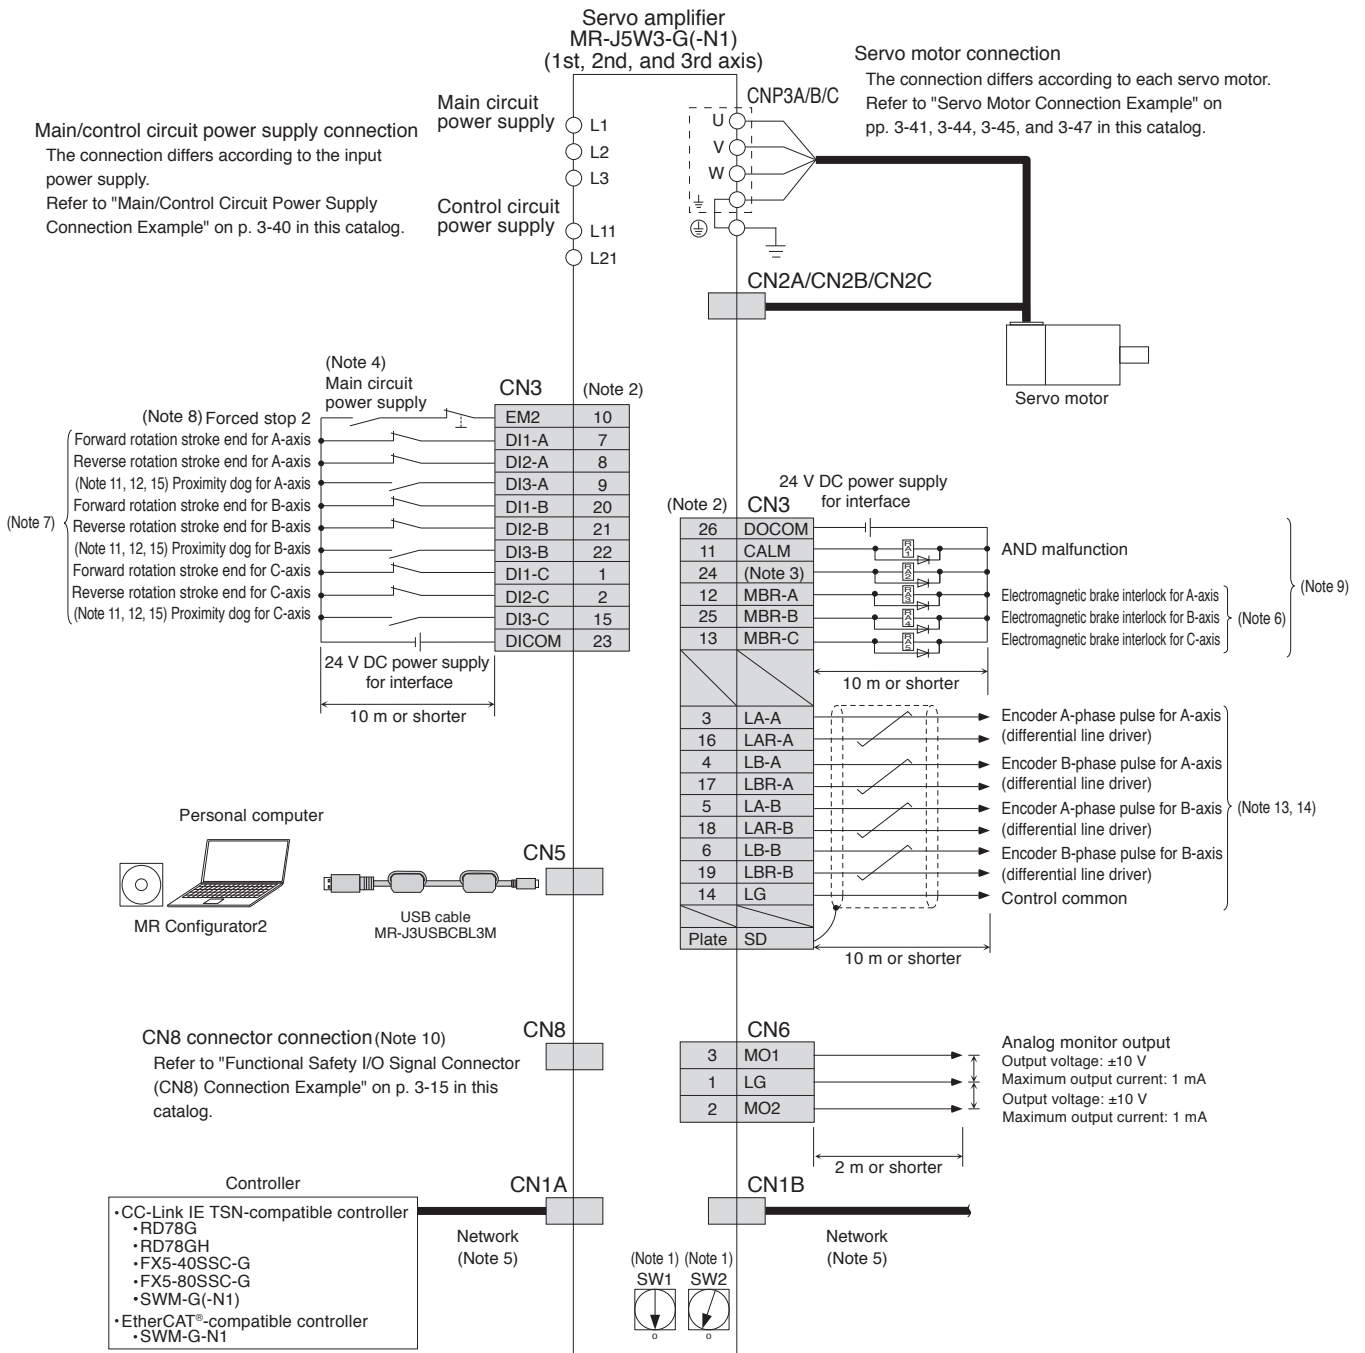 Servo amplifier
MR-J5W3-G(-N1)
(1st, 2nd, and 3rd axis)
Main/control circuit power supply connection
The connection differs according to the input
power supply.
Refer to "Main/Control Circuit Power Supply
Connection Example" on p. 3-40 in this catalog.
Main circuit
power supply
L1
L2
L3
Control circuit
power supply
L11
L21
CNP3A/B/C
U
V
W
Servo motor connection
The connection differs according to each servo motor.
Refer to "Servo Motor Connection Example" on
pp. 3-41, 3-44, 3-45, and 3-47 in this catalog.
CN2A/CN2B/CN2C
Servo motor
(Note 4)
Main circuit
power supply
CN3
(Note 2)
(Note 8) Forced stop 2
EM2 10
(Note 7)
Forward rotation stroke end for A-axis
DI1-A 7
Reverse rotation stroke end for A-axis
DI2-A 8
(Note 11, 12, 15) Proximity dog for A-axis
DI3-A 9
Forward rotation stroke end for B-axis
DI1-B 20
Reverse rotation stroke end for B-axis
DI2-B 21
(Note 11, 12, 15) Proximity dog for B-axis
DI3-B 22
Forward rotation stroke end for C-axis
DI1-C 1
Reverse rotation stroke end for C-axis
DI2-C 2
(Note 11, 12, 15) Proximity dog for C-axis
DI3-C 15
DICOM 23
24 V DC power supply
for interface
10 m or shorter
24 V DC power supply
for interface
(Note 2)
CN3
26 DOCOM
11 CALM
RA1
AND malfunction
24 (Note 3)
RA2
12 MBR-A
RA3
Electromagnetic brake interlock for A-axis
25 MBR-B
RA4
Electromagnetic brake interlock for B-axis
13 MBR-C
RA5
Electromagnetic brake interlock for C-axis
(Note 6)
(Note 9)
10 m or shorter
3 LA-A
Encoder A-phase pulse for A-axis
16 LAR-A
(differential line driver)
4 LB-A
Encoder B-phase pulse for A-axis
17 LBR-A
(differential line driver)
5 LA-B
Encoder A-phase pulse for B-axis
18 LAR-B
(differential line driver)
6 LB-B
Encoder B-phase pulse for B-axis
19 LBR-B
(differential line driver)
14 LG
Control common
(Note 13, 14)
Plate SD
10 m or shorter
Personal computer
MR Configurator2
USB cable
MR-J3USBCBL3M
CN5
CN8 connector connection(Note 10)
Refer to "Functional Safety I/O Signal Connector
(CN8) Connection Example" on p. 3-15 in this
catalog.
CN8
CN6
3 MO1
1 LG
2 MO2
Analog monitor output
Output voltage: ±10 V
Maximum output current: 1 mA
Output voltage: ±10 V
Maximum output current: 1 mA
2 m or shorter
Controller
•CC-Link IE TSN-compatible controller
•RD78G
•RD78GH
•FX5-40SSC-G
•FX5-80SSC-G
•SWM-G(-N1)
•EtherCAT®-compatible controller
•SWM-G-N1
CN1A
Network
(Note 5)
CN1B
Network
(Note 5)
(Note 1) (Note 1)
SW1 SW2
0 0